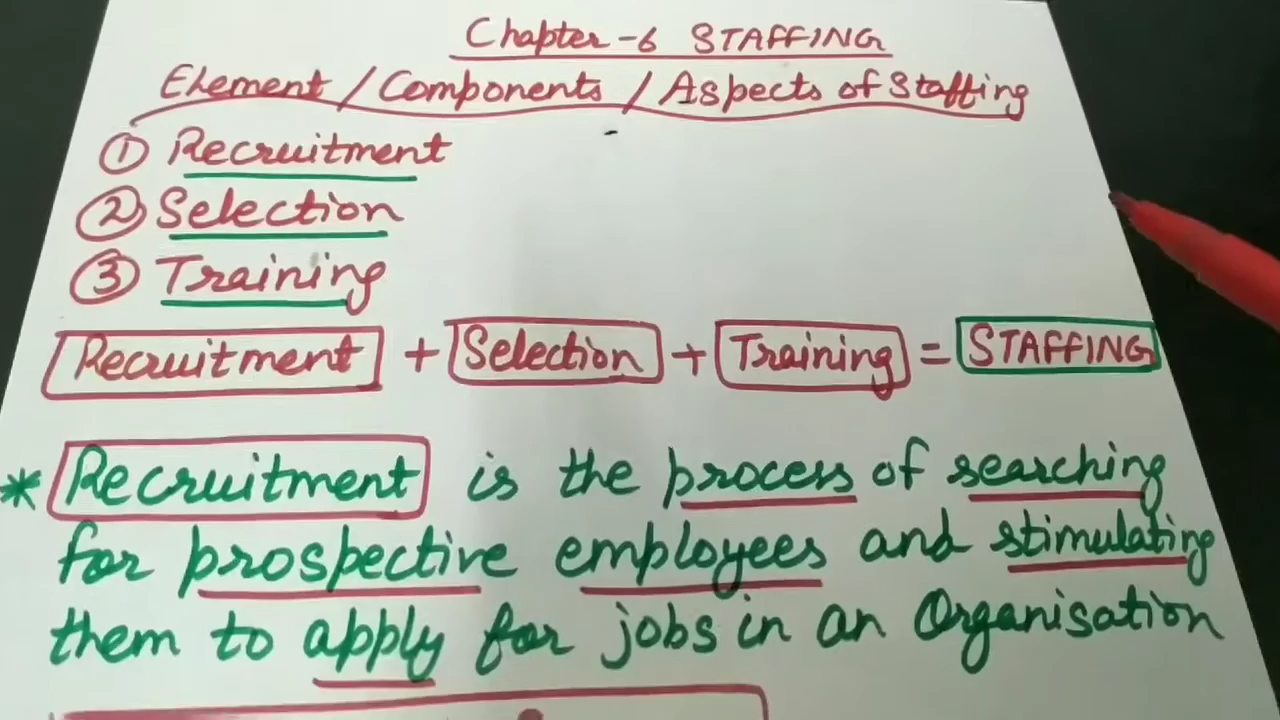 Chapter-6 STAFFING
Element / Components / Aspects of Staffing
① Recruitment
② Selection
③ Training
Recruitment + Selection + Training = STAFFING
* Recruitment is the process of searching
for prospective employees and stimulating
them to apply for jobs in an Organisation